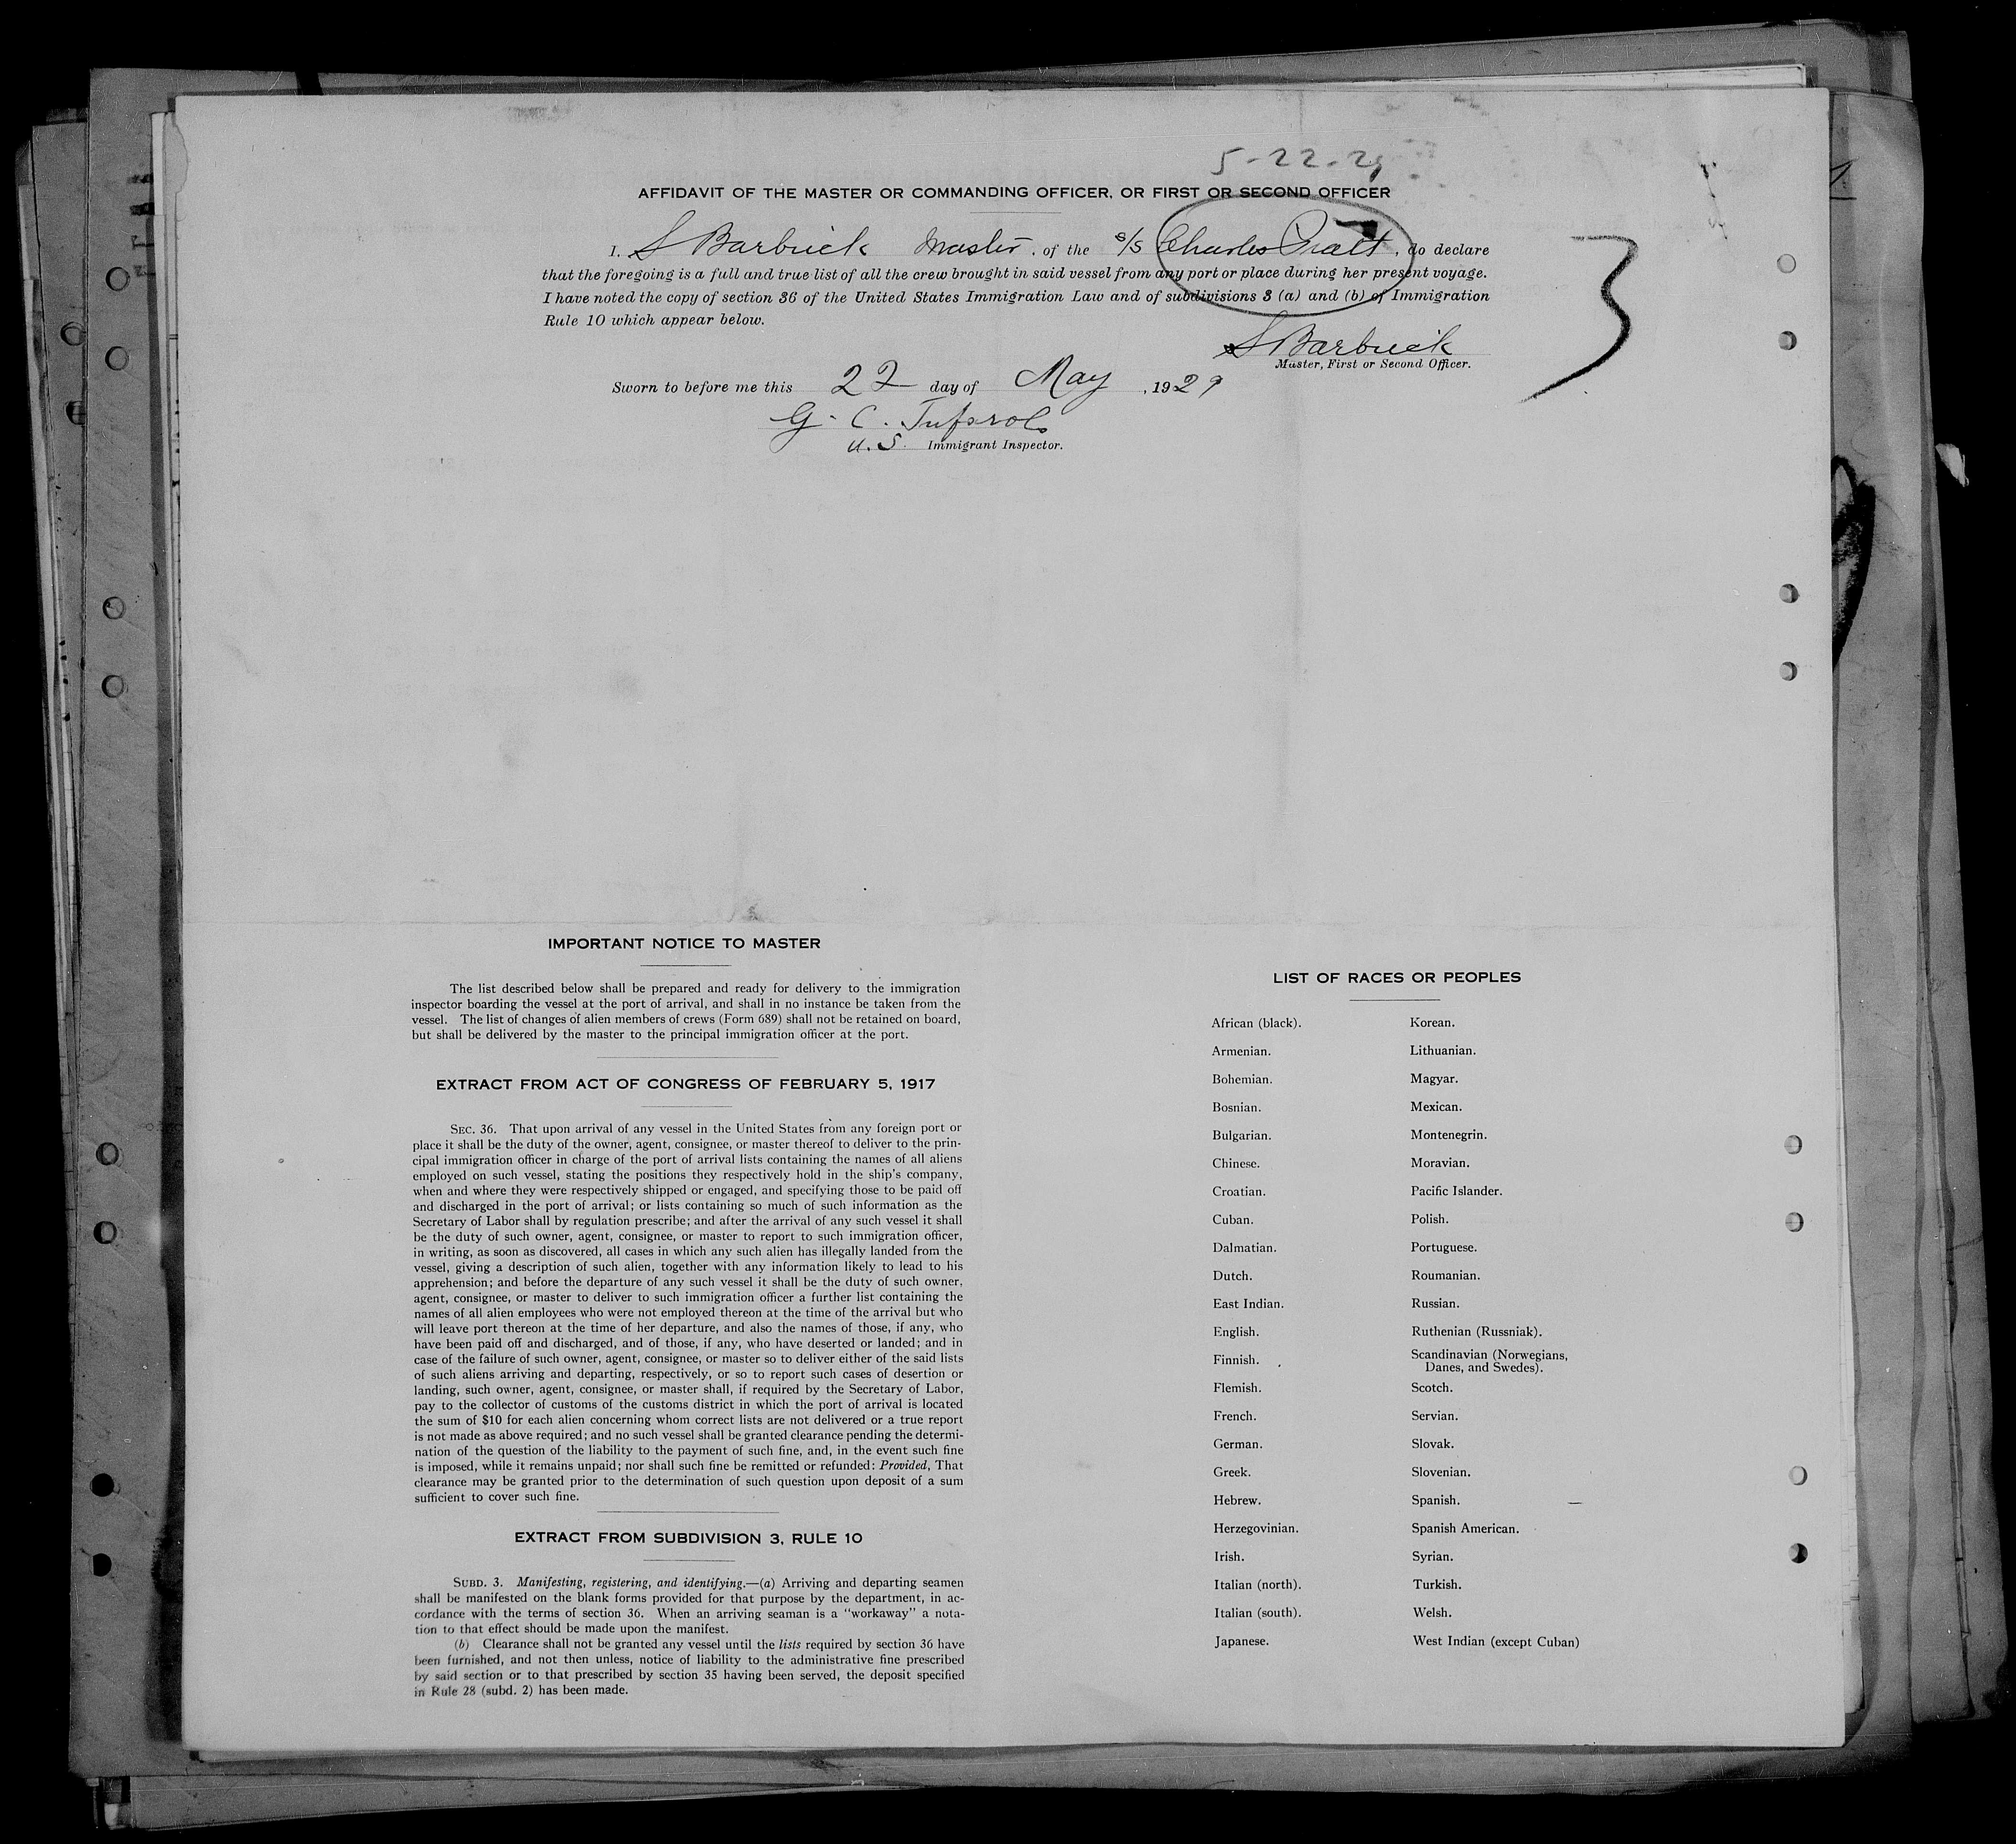 5-22-29
AFFIDAVIT OF THE MASTER OR COMMANDING OFFICER, OR FIRST OR SECOND OFFICER
I, S Barbrick Master, of the s/s Charles Pratt, do declare
that the foregoing is a full and true list of all the crew brought in said vessel from any port or place during her present voyage.
I have noted the copy of section 36 of the United States Immigration Law and of subdivisions 3 (a) and (b) of Immigration
Rule 10 which appear below.
3
S Barbrick
Master, First or Second Officer.
Sworn to before me this 22 day of May, 1929
G. C.
U.S. Immigrant Inspector.
IMPORTANT NOTICE TO MASTER
The list described below shall be prepared and ready for delivery to the immigration
inspector boarding the vessel at the port of arrival, and shall in no instance be taken from the
vessel. The list of changes of alien members of crews (Form 689) shall not be retained on board,
but shall be delivered by the master to the principal immigration officer at the port.
EXTRACT FROM ACT OF CONGRESS OF FEBRUARY 5, 1917
SEC. 36. That upon arrival of any vessel in the United States from any foreign port or
place it shall be the duty of the owner, agent, consignee, or master thereof to deliver to the prin-
cipal immigration officer in charge of the port of arrival lists containing the names of all aliens
employed on such vessel, stating the positions they respectively hold in the ship's company,
when and where they were respectively shipped or engaged, and specifying those to be paid off
and discharged in the port of arrival; or lists containing so much of such information as the
Secretary of Labor shall by regulation prescribe; and after the arrival of any such vessel it shall
be the duty of such owner, agent, consignee, or master to report to such immigration officer,
in writing, as soon as discovered, all cases in which any such alien has illegally landed from the
vessel, giving a description of such alien, together with any information likely to lead to his
apprehension; and before the departure of any such vessel it shall be the duty of such owner,
agent, consignee, or master to deliver to such immigration officer a further list containing the
names of all alien employees who were not employed thereon at the time of the arrival but who
will leave port thereon at the time of her departure, and also the names of those, if any, who
have been paid off and discharged, and of those, if any, who have deserted or landed; and in
case of the failure of such owner, agent, consignee, or master so to deliver either of the said lists
of such aliens arriving and departing, respectively, or so to report such cases of desertion or
landing, such owner, agent, consignee, or master shall, if required by the Secretary of Labor,
pay to the collector of customs of the customs district in which the port of arrival is located
the sum of $10 for each alien concerning whom correct lists are not delivered or a true report
is not made as above required; and no such vessel shall be granted clearance pending the determi-
nation of the question of the liability to the payment of such fine, and, in the event such fine
is imposed, while it remains unpaid; nor shall such fine be remitted or refunded: Provided, That
clearance may be granted prior to the determination of such question upon deposit of a sum
sufficient to cover such fine.
EXTRACT FROM SUBDIVISION 3, RULE 10
SUBD. 3. Manifesting, registering, and identifying.—(a) Arriving and departing seamen
shall be manifested on the blank forms provided for that purpose by the department, in ac-
cordance with the terms of section 36. When an arriving seaman is a "workaway" a nota-
tion to that effect should be made upon the manifest.
(b) Clearance shall not be granted any vessel until the lists required by section 36 have
been furnished, and not then unless, notice of liability to the administrative fine prescribed
by said section or to that prescribed by section 35 having been served, the deposit specified
in Rule 28 (subd. 2) has been made.
LIST OF RACES OR PEOPLES
African (black).
Armenian.
Bohemian.
Bosnian.
Bulgarian.
Chinese.
Croatian.
Cuban.
Dalmatian.
Dutch.
East Indian.
English.
Finnish.
Flemish.
French.
German.
Greek.
Hebrew.
Herzegovinian.
Irish.
Italian (north).
Italian (south).
Japanese.
Korean.
Lithuanian.
Magyar.
Mexican.
Montenegrin.
Moravian.
Pacific Islander.
Polish.
Portuguese.
Roumanian.
Russian.
Ruthenian (Russniak).
Scandinavian (Norwegians,
Danes, and Swedes).
Scotch.
Servian.
Slovak.
Slovenian.
Spanish.
Spanish American.
Syrian.
Turkish.
Welsh.
West Indian (except Cuban)